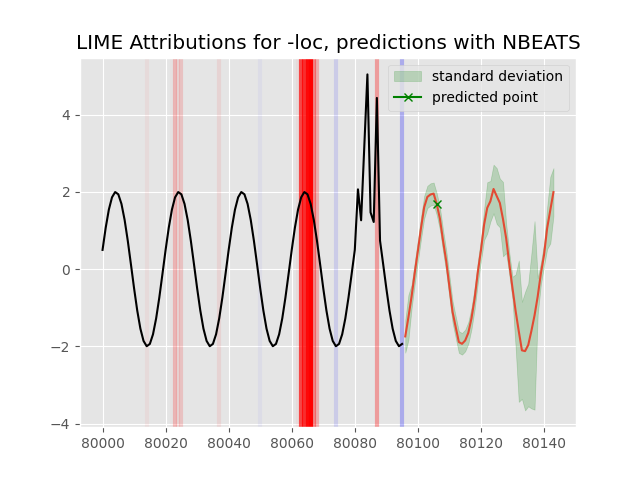 LIME Attributions for -loc, predictions with NBEATS
standard deviation
predicted point
4
2
0
−2
−4
80000 80020 80040 80060 80080 80100 80120 80140